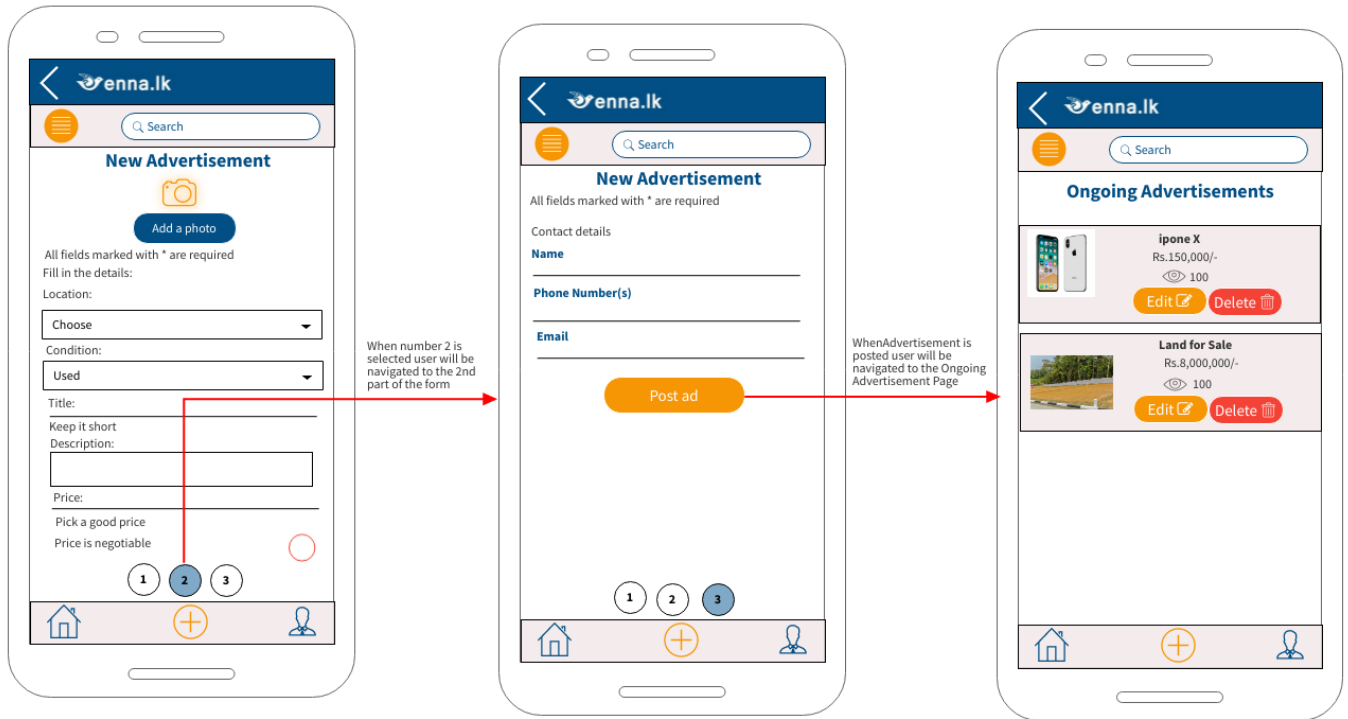 enna.lk
Search
New Advertisement
Add a photo
All fields marked with * are required
Fill in the details:
Location:
Choose
Condition:
Used
Title:
Keep it short
Description:
Price:
Pick a good price
Price is negotiable
1 2 3
When number 2 is
selected user will be
navigated to the 2nd
part of the form
enna.lk
Search
New Advertisement
All fields marked with * are required
Contact details
Name
Phone Number(s)
Email
Post ad
1 2 3
WhenAdvertisement is
posted user will be
navigated to the Ongoing
Advertisement Page
enna.lk
Search
Ongoing Advertisements
ipone X
Rs.150,000/-
100
Edit Delete
Land for Sale
Rs.8,000,000/-
100
Edit Delete